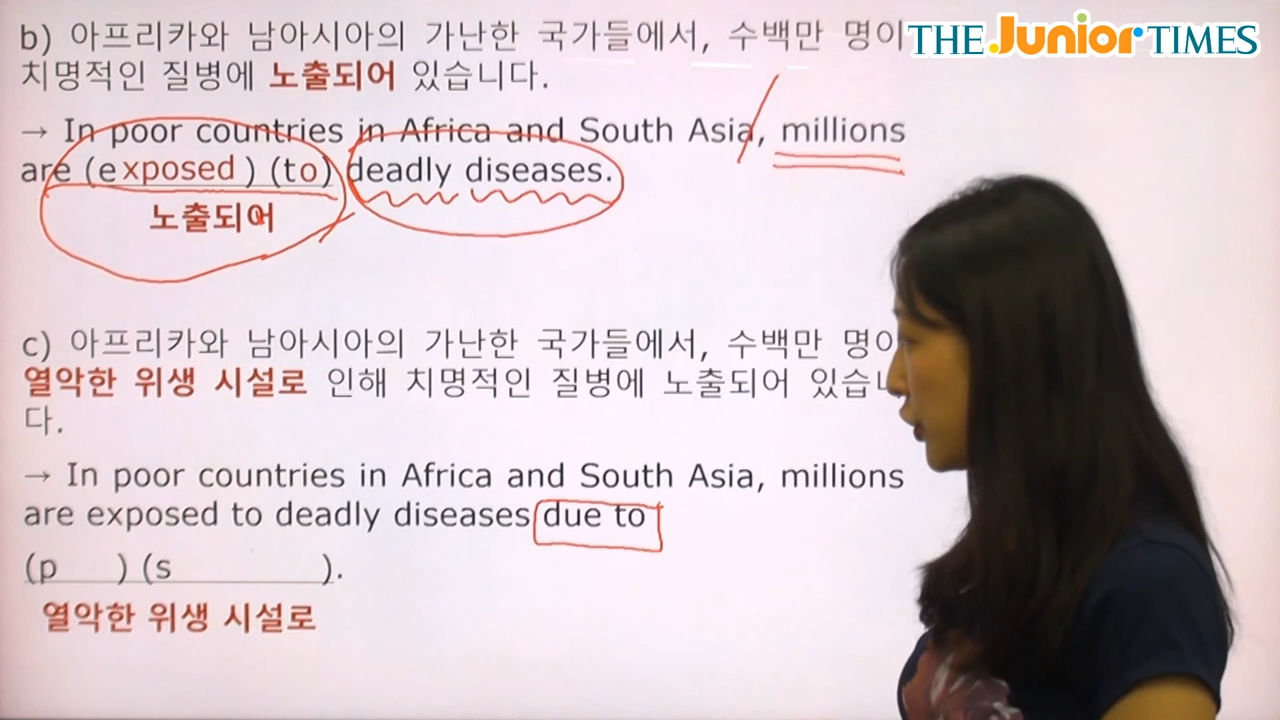 THE Junior TIMES
b) 아프리카와 남아시아의 가난한 국가들에서, 수백만 명이
치명적인 질병에 노출되어 있습니다.
→ In poor countries in Africa and South Asia, millions
are (exposed ) (to) deadly diseases.
노출되어
c) 아프리카와 남아시아의 가난한 국가들에서, 수백만 명이
열악한 위생 시설로 인해 치명적인 질병에 노출되어 있습니
다.
→ In poor countries in Africa and South Asia, millions
are exposed to deadly diseases due to
(p ) (s ).
열악한 위생 시설로